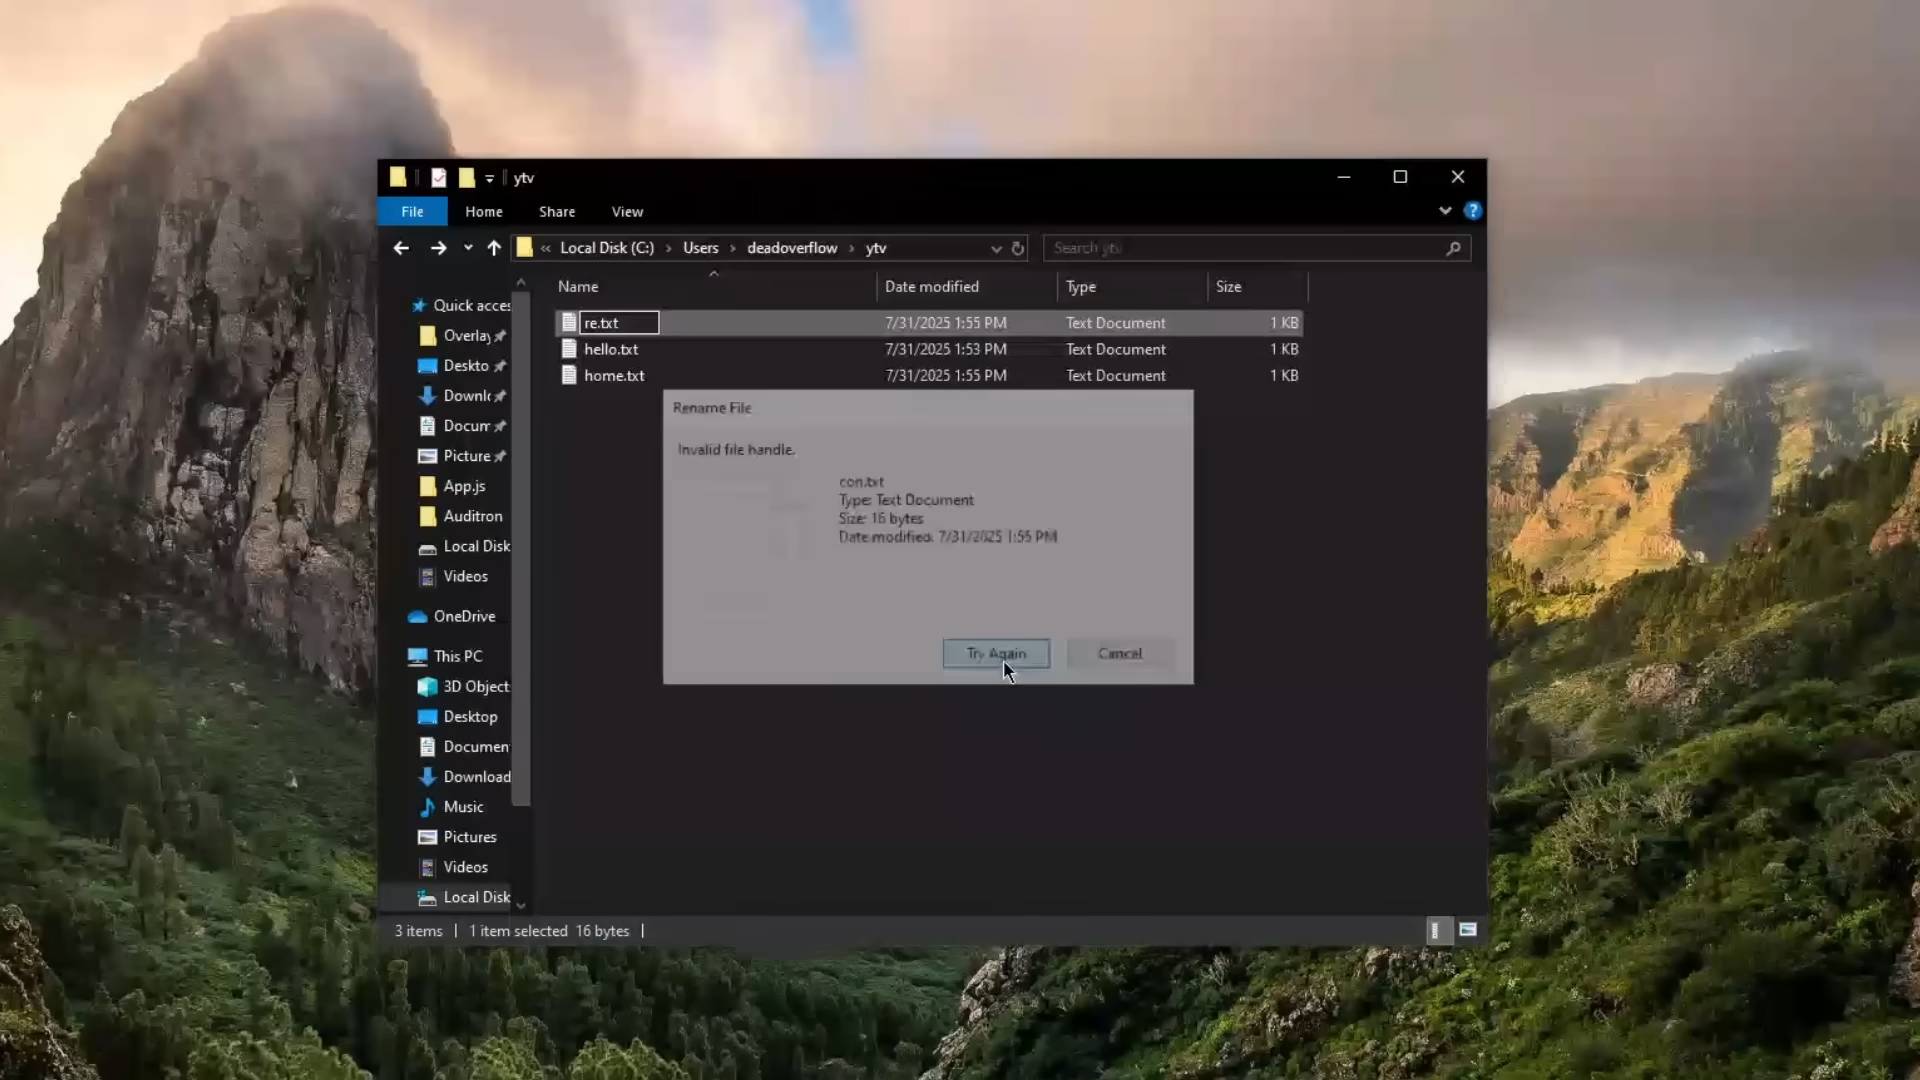 ytv
File Home Share View
« Local Disk (C:) > Users > deadoverflow > ytv
Search ytv
Name Date modified Type Size
re.txt 7/31/2025 1:55 PM Text Document 1 KB
hello.txt 7/31/2025 1:53 PM Text Document 1 KB
home.txt 7/31/2025 1:55 PM Text Document 1 KB
Quick acces
Overlay
Deskto
Downlc
Docum
Picture
App.js
Auditron
Local Disk
Videos
OneDrive
This PC
3D Object
Desktop
Documen
Download
Music
Pictures
Videos
Local Disk
Rename File
Invalid file handle.
con.txt
Type: Text Document
Size: 16 bytes
Date modified: 7/31/2025 1:55 PM
Try Again Cancel
3 items | 1 item selected 16 bytes |